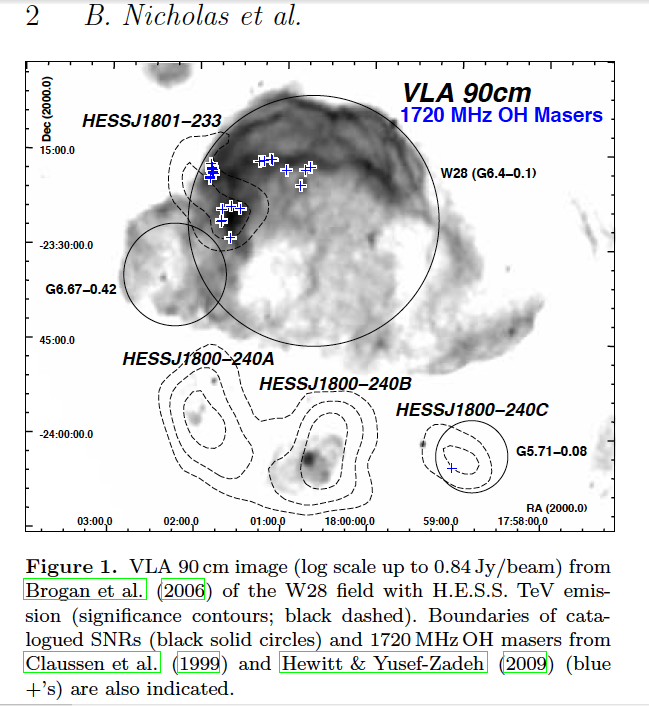 2 B. Nicholas et al.
VLA 90cm
1720 MHz OH Masers
Dec (2000.0)
HESSJ1801−233
15:00.0
W28 (G6.4−0.1)
-23:30:00.0
G6.67−0.42
45:00.0
HESSJ1800−240A
HESSJ1800−240B
HESSJ1800−240C
-24:00:00.0
G5.71−0.08
RA (2000.0)
03:00.0 02:00.0 01:00.0 18:00:00.0 59:00.0 17:58:00.0
Figure 1. VLA 90 cm image (log scale up to 0.84 Jy/beam) from
Brogan et al. (2006) of the W28 field with H.E.S.S. TeV emis-
sion (significance contours; black dashed). Boundaries of cata-
logued SNRs (black solid circles) and 1720 MHz OH masers from
Claussen et al. (1999) and Hewitt & Yusef-Zadeh (2009) (blue
+'s) are also indicated.